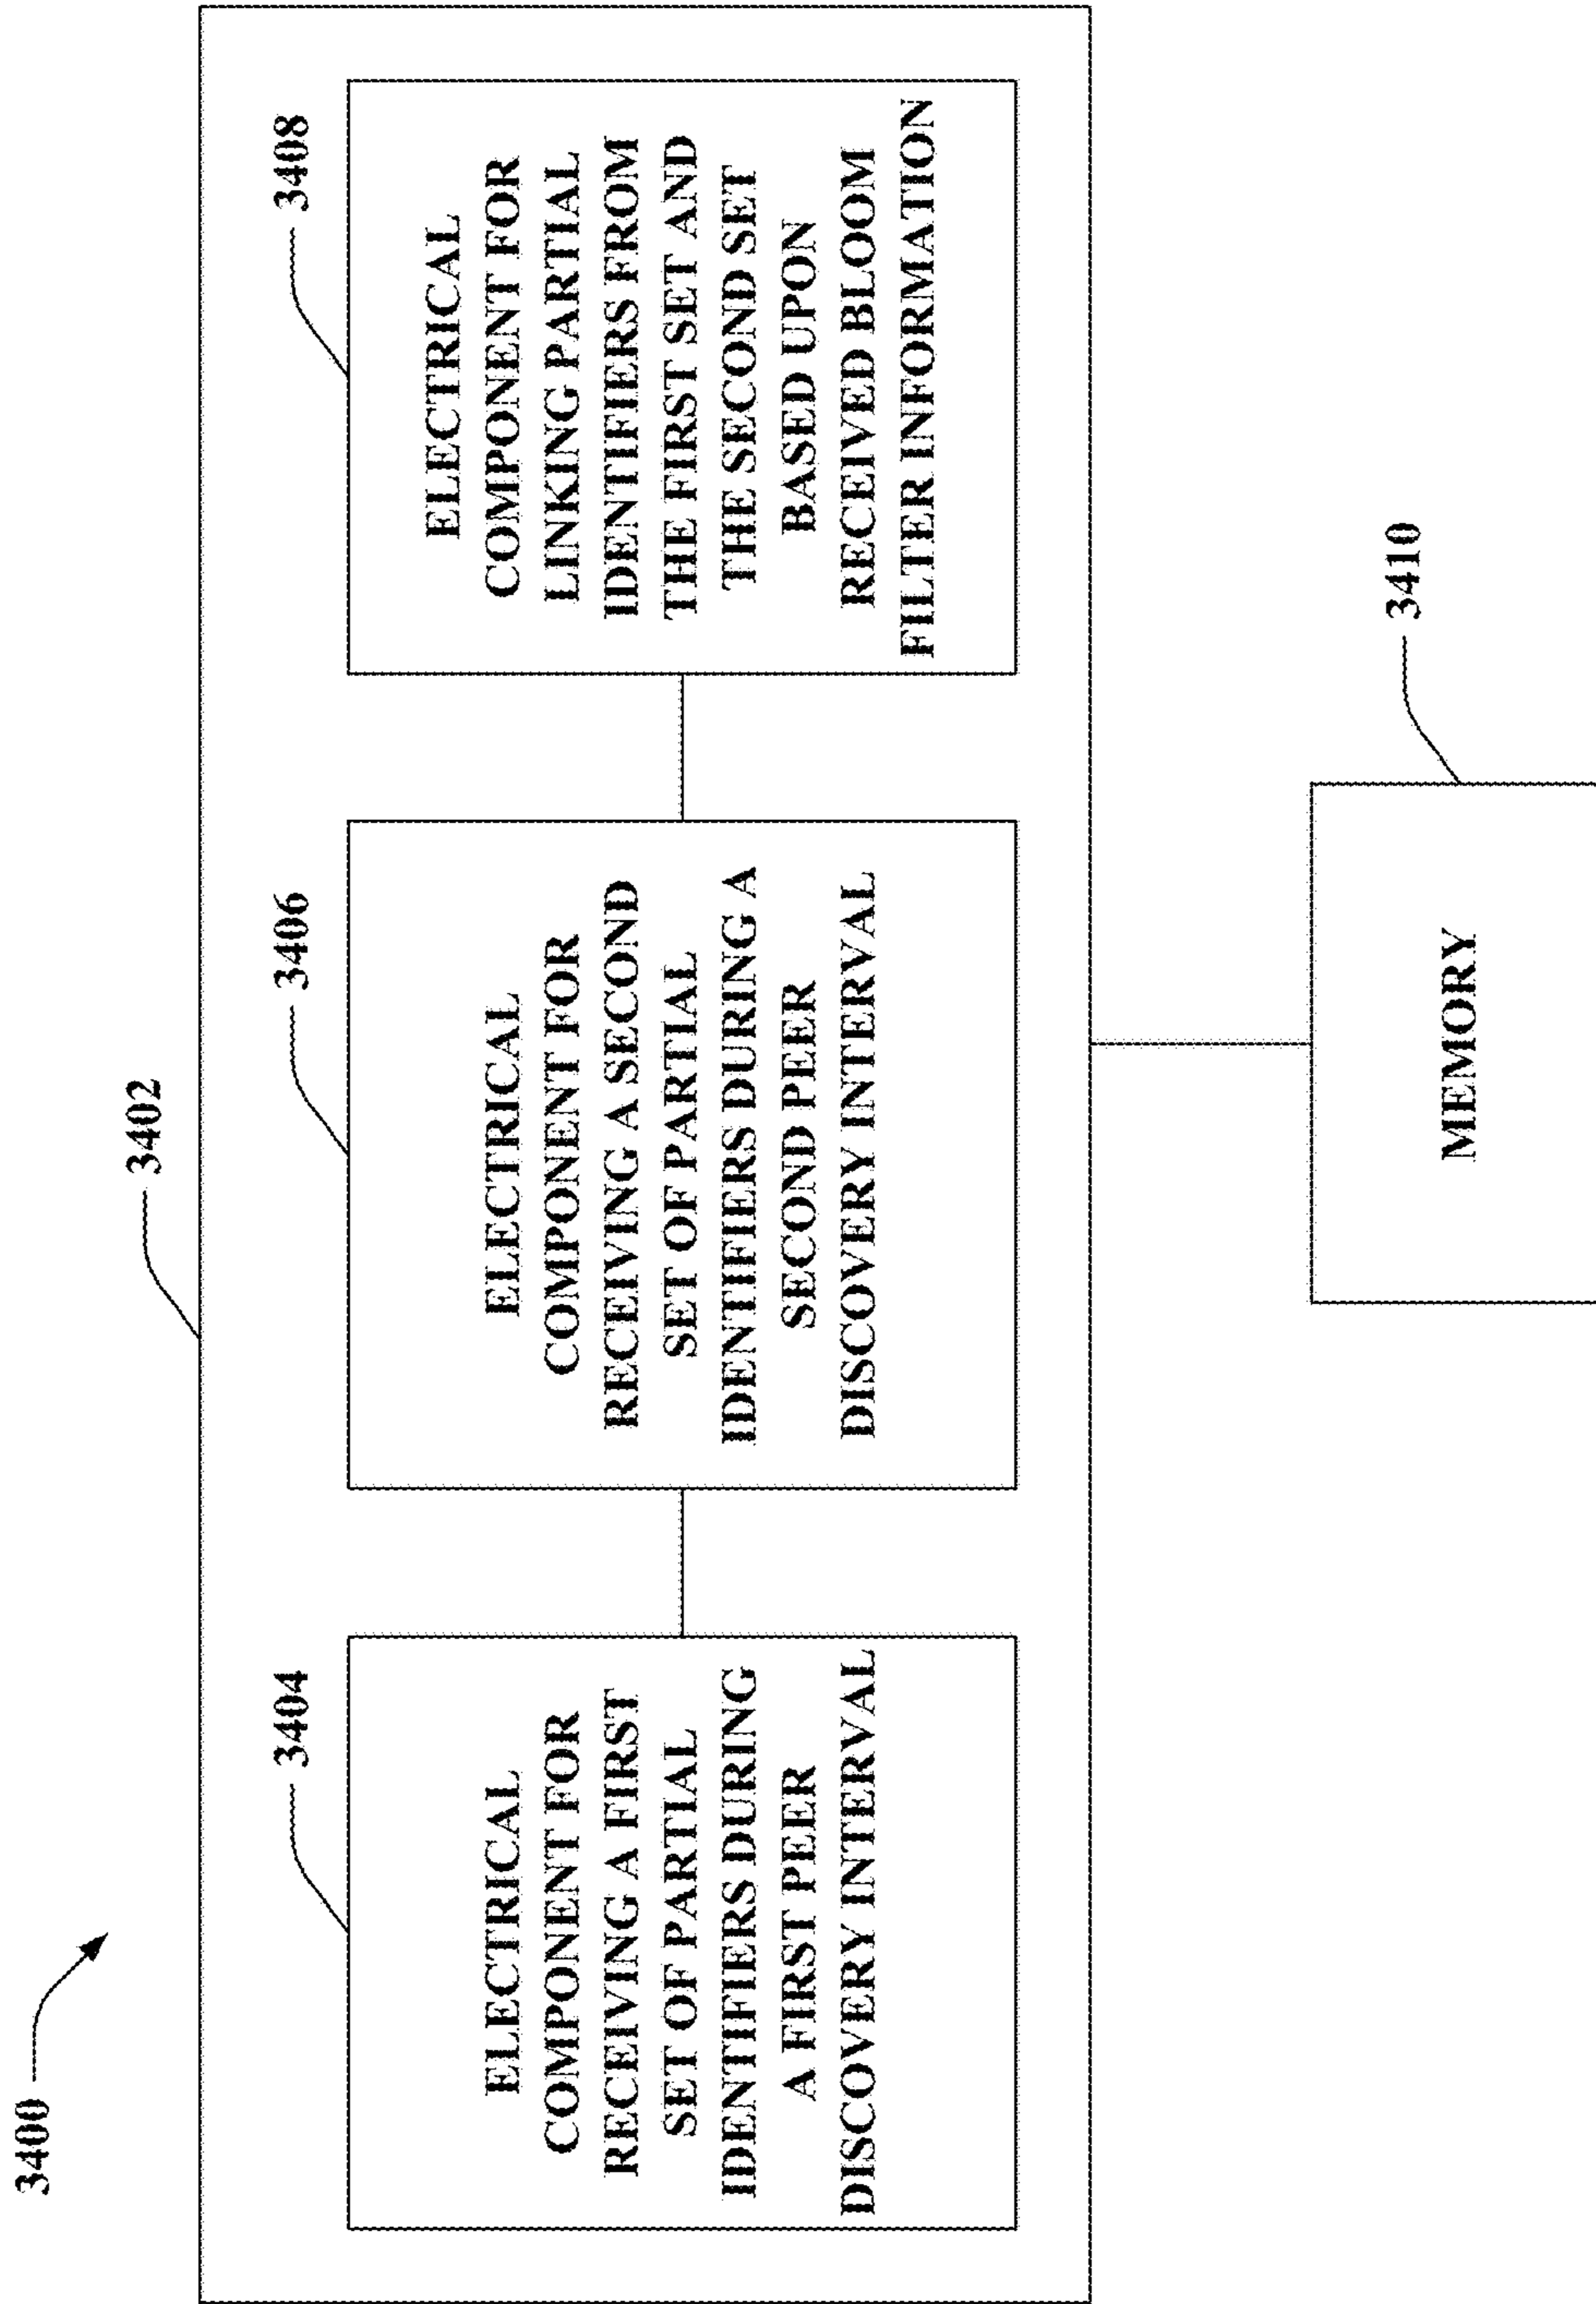 3400
3402
3404
ELECTRICAL
COMPONENT FOR
RECEIVING A FIRST
SET OF PARTIAL
IDENTIFIERS DURING
A FIRST PEER
DISCOVERY INTERVAL
3406
ELECTRICAL
COMPONENT FOR
RECEIVING A SECOND
SET OF PARTIAL
IDENTIFIERS DURING A
SECOND PEER
DISCOVERY INTERVAL
3408
ELECTRICAL
COMPONENT FOR
LINKING PARTIAL
IDENTIFIERS FROM
THE FIRST SET AND
THE SECOND SET
BASED UPON
RECEIVED BLOOM
FILTER INFORMATION
3410
MEMORY